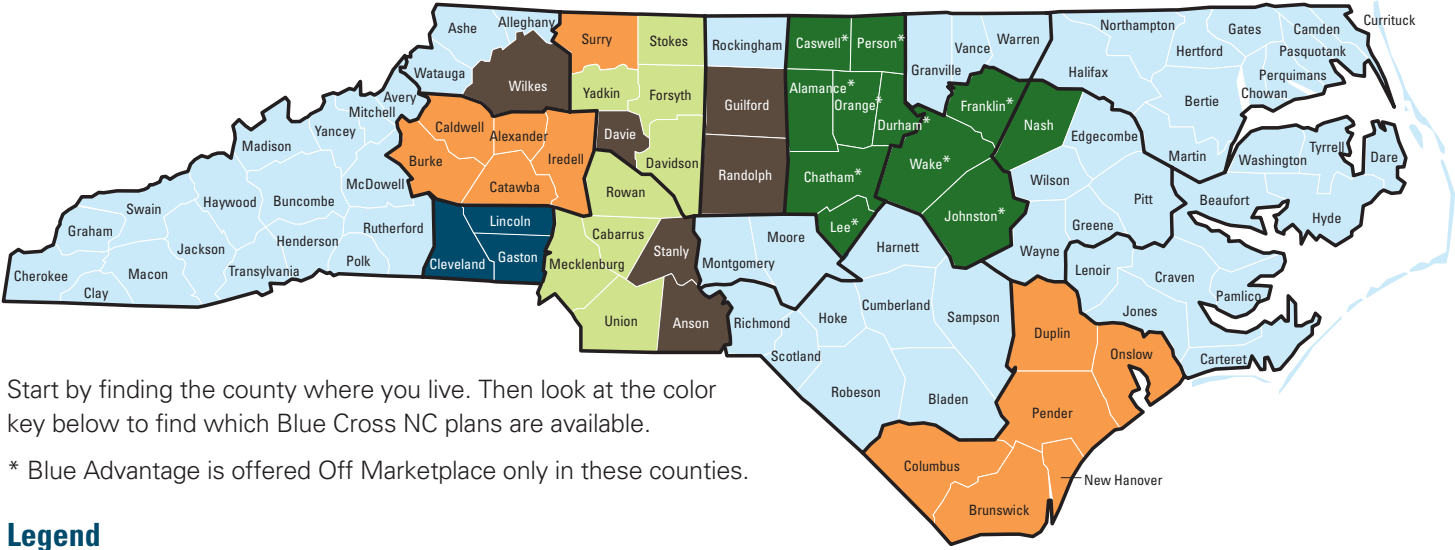 Currituck
Alleghany
Ashe
Surry
Stokes
Rockingham
Caswell*
Person*
Vance
Warren
Granville
Northampton
Gates
Camden
Hertford
Pasquotank
Perquimans
Chowan
Halifax
Bertie
Watauga
Wilkes
Yadkin
Forsyth
Guilford
Alamance*
Orange*
Durham*
Franklin*
Nash
Edgecombe
Avery
Mitchell
Yancey
Madison
Caldwell
Alexander
Iredell
Burke
Davie
Davidson
Randolph
Chatham*
Wake*
Martin
Washington
Tyrrell
Dare
Wilson
Pitt
Beaufort
Hyde
McDowell
Catawba
Rowan
Lee*
Johnston*
Greene
Wayne
Buncombe
Haywood
Swain
Graham
Rutherford
Lincoln
Cleveland
Gaston
Cabarrus
Mecklenburg
Stanly
Montgomery
Moore
Harnett
Lenoir
Craven
Pamlico
Jackson
Henderson
Polk
Transylvania
Macon
Cherokee
Clay
Union
Anson
Richmond
Hoke
Cumberland
Sampson
Duplin
Jones
Onslow
Carteret
Scotland
Robeson
Bladen
Pender
Columbus
Brunswick
New Hanover
Start by finding the county where you live. Then look at the color
key below to find which Blue Cross NC plans are available.
* Blue Advantage is offered Off Marketplace only in these counties.
Legend